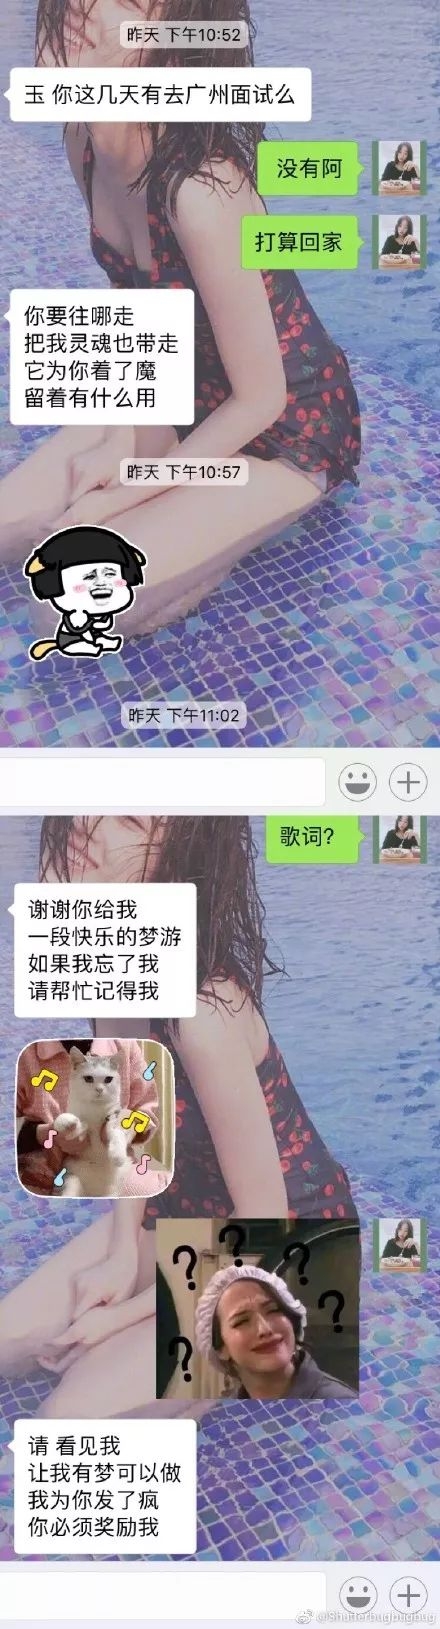 昨天 下午10:52
玉 你这几天有去广州面试么
没有阿
打算回家
你要往哪走
把我灵魂也带走
它为你着了魔
留着有什么用
昨天 下午10:57
昨天 下午11:02
歌词?
谢谢你给我
一段快乐的梦游
如果我忘了我
请帮忙记得我
? ? ? ? ?
请 看见我
让我有梦可以做
我为你发了疯
你必须奖励我
@Shutterbugbugbug